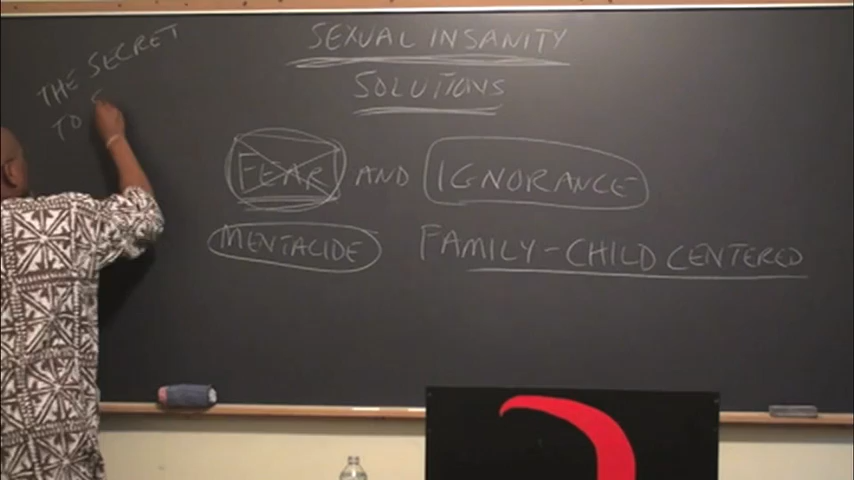 THE SECRET
TO
SEXUAL INSANITY
SOLUTIONS
FEAR AND IGNORANCE
MENTACIDE FAMILY-CHILD CENTERED